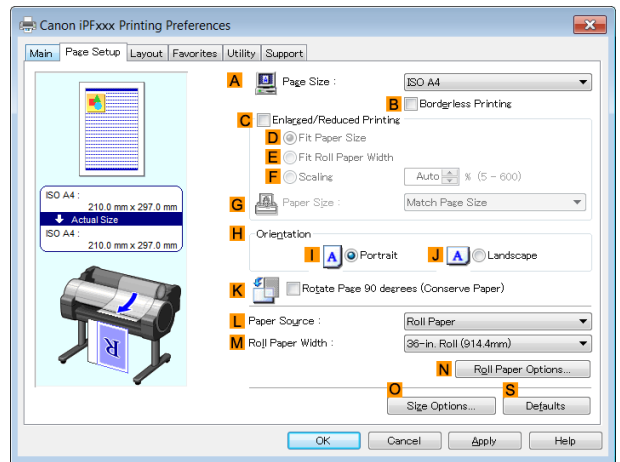 Canon iPFxxx Printing Preferences
Main Page Setup Layout Favorites Utility Support
A Page Size : ISO A4
B Borderless Printing
C Enlarged/Reduced Printing
D Fit Paper Size
E Fit Roll Paper Width
F Scaling Auto % (5 - 600)
G Paper Size : Match Page Size
ISO A4 :
210.0 mm x 297.0 mm
Actual Size
ISO A4 :
210.0 mm x 297.0 mm
H Orientation
I A Portrait J A Landscape
K Rotate Page 90 degrees (Conserve Paper)
L Paper Source : Roll Paper
M Roll Paper Width : 36-in. Roll (914.4mm)
R
N Roll Paper Options...
O S
Size Options... Defaults
OK Cancel Apply Help